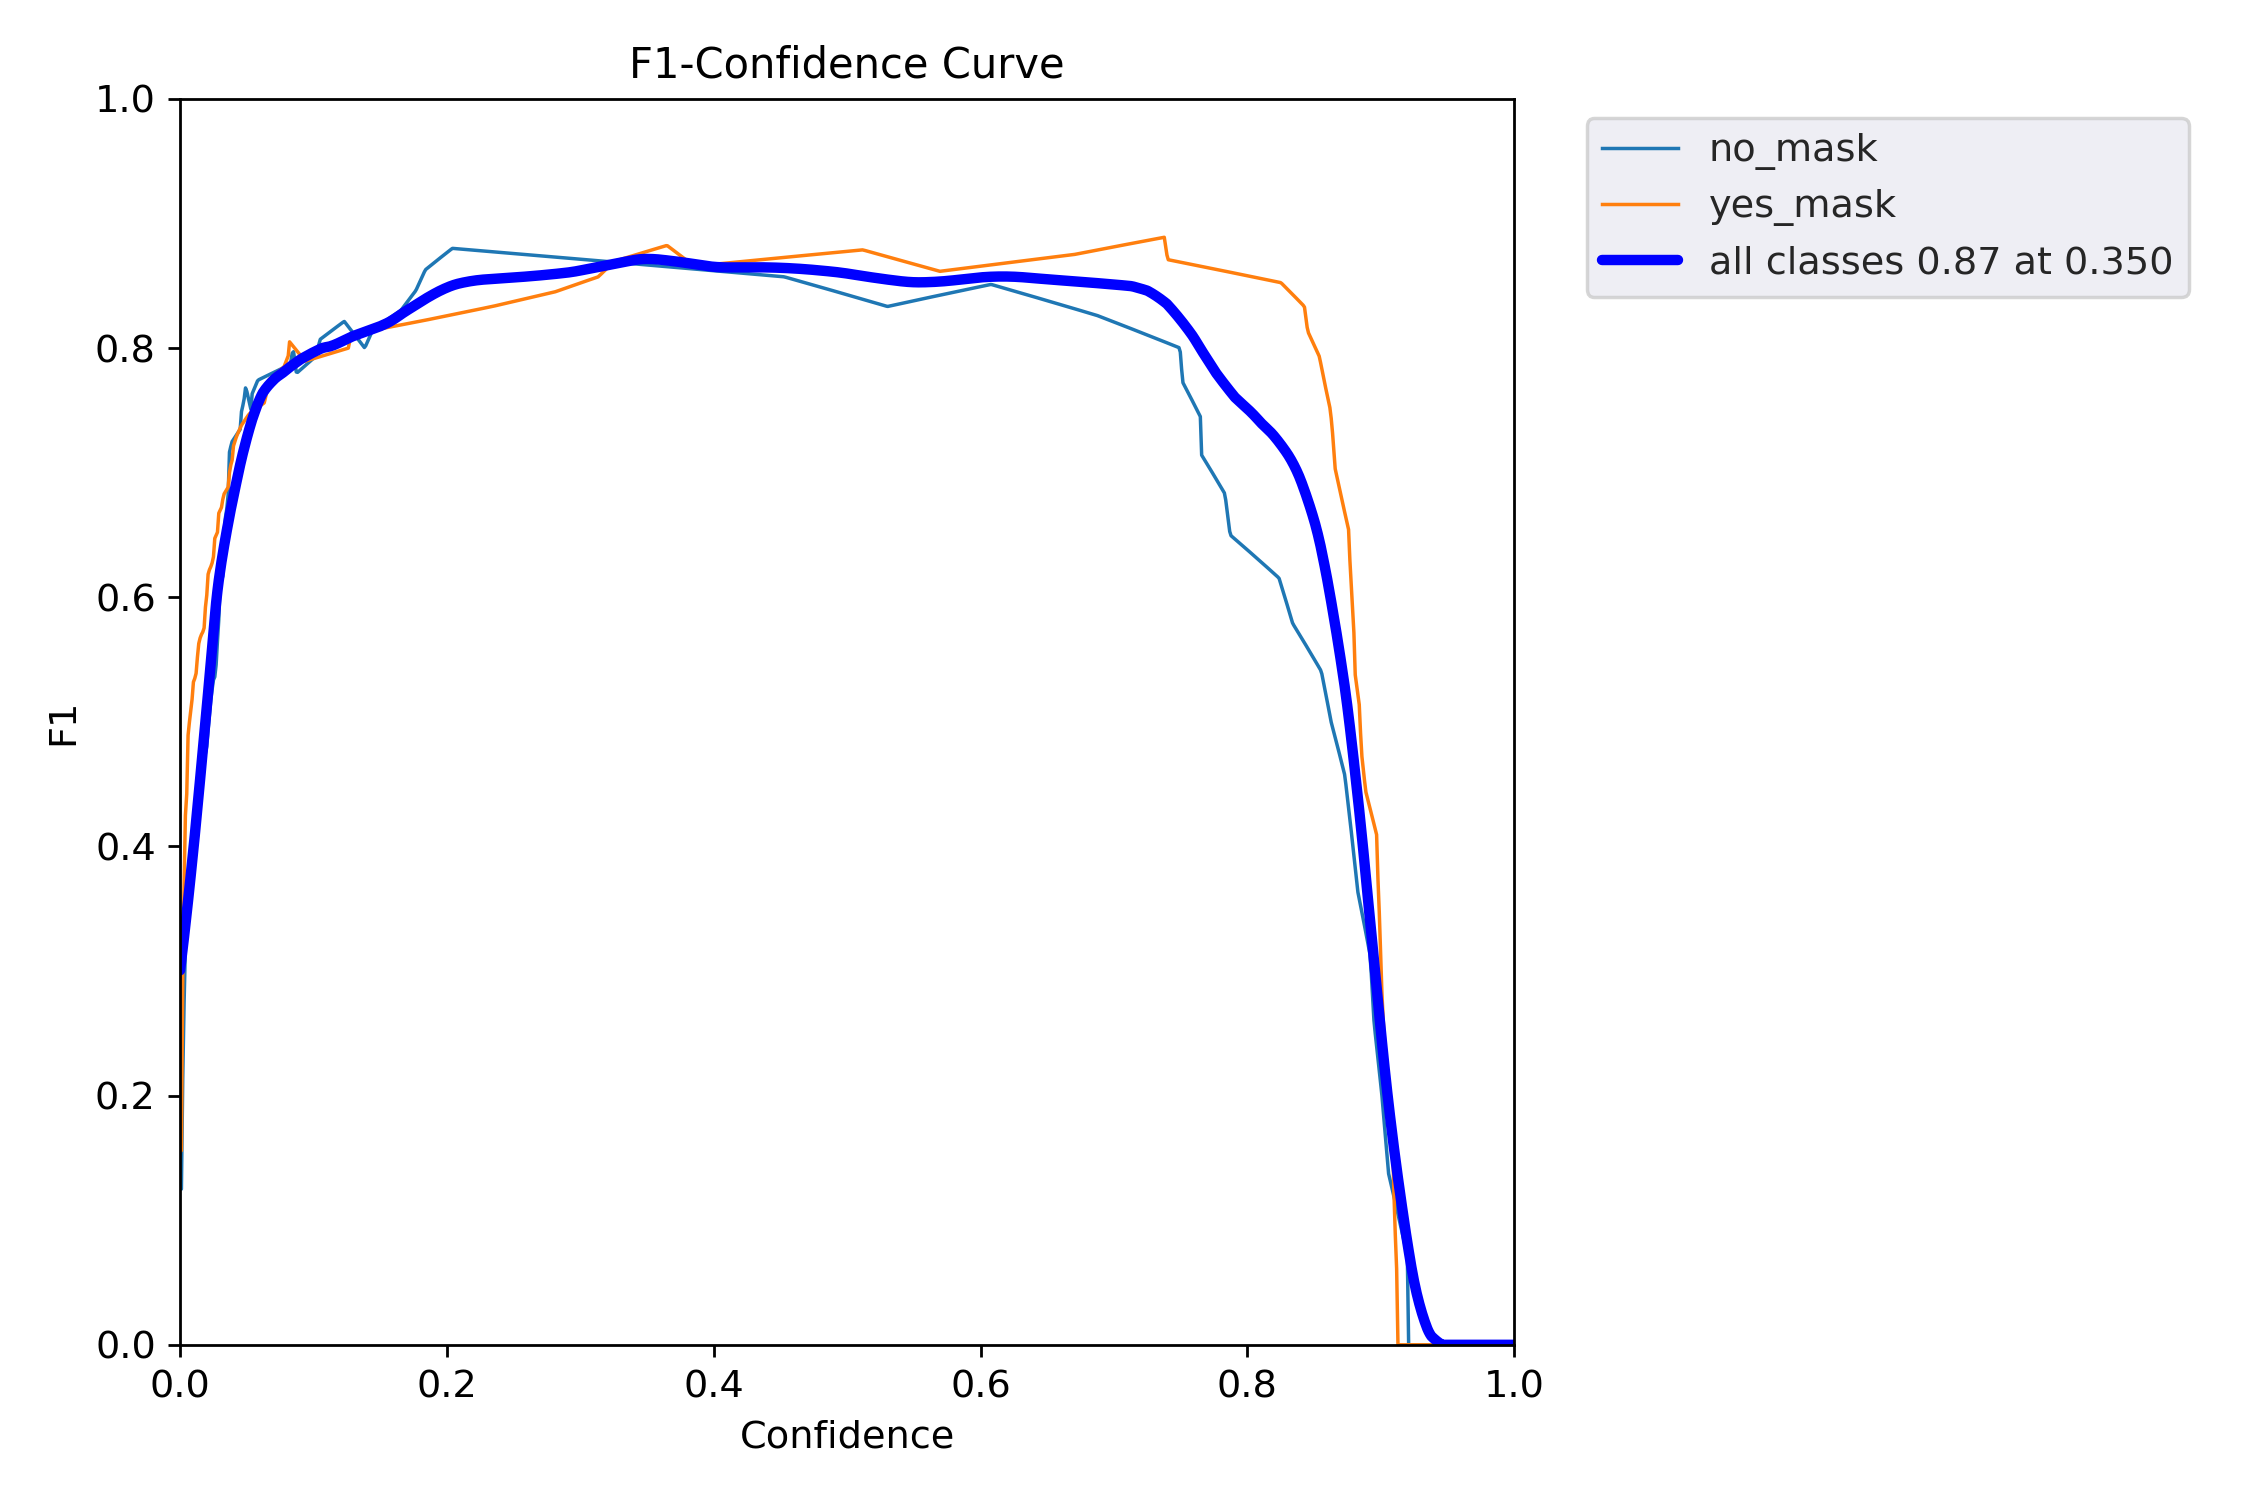 F1-Confidence Curve
no_mask
yes_mask
all classes 0.87 at 0.350
1.0
0.8
0.6
0.4
0.2
0.0
F1
0.0 0.2 0.4 0.6 0.8 1.0
Confidence